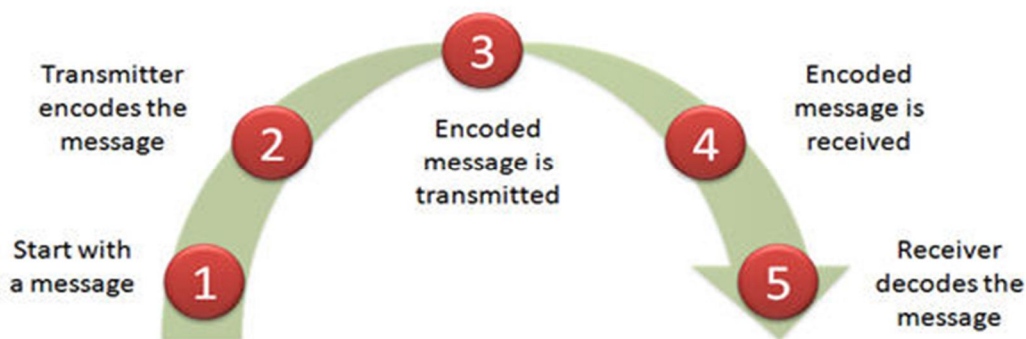 1
Start with
a message
2
Transmitter
encodes the
message
3
Encoded
message is
transmitted
4
Encoded
message is
received
5
Receiver
decodes the
message